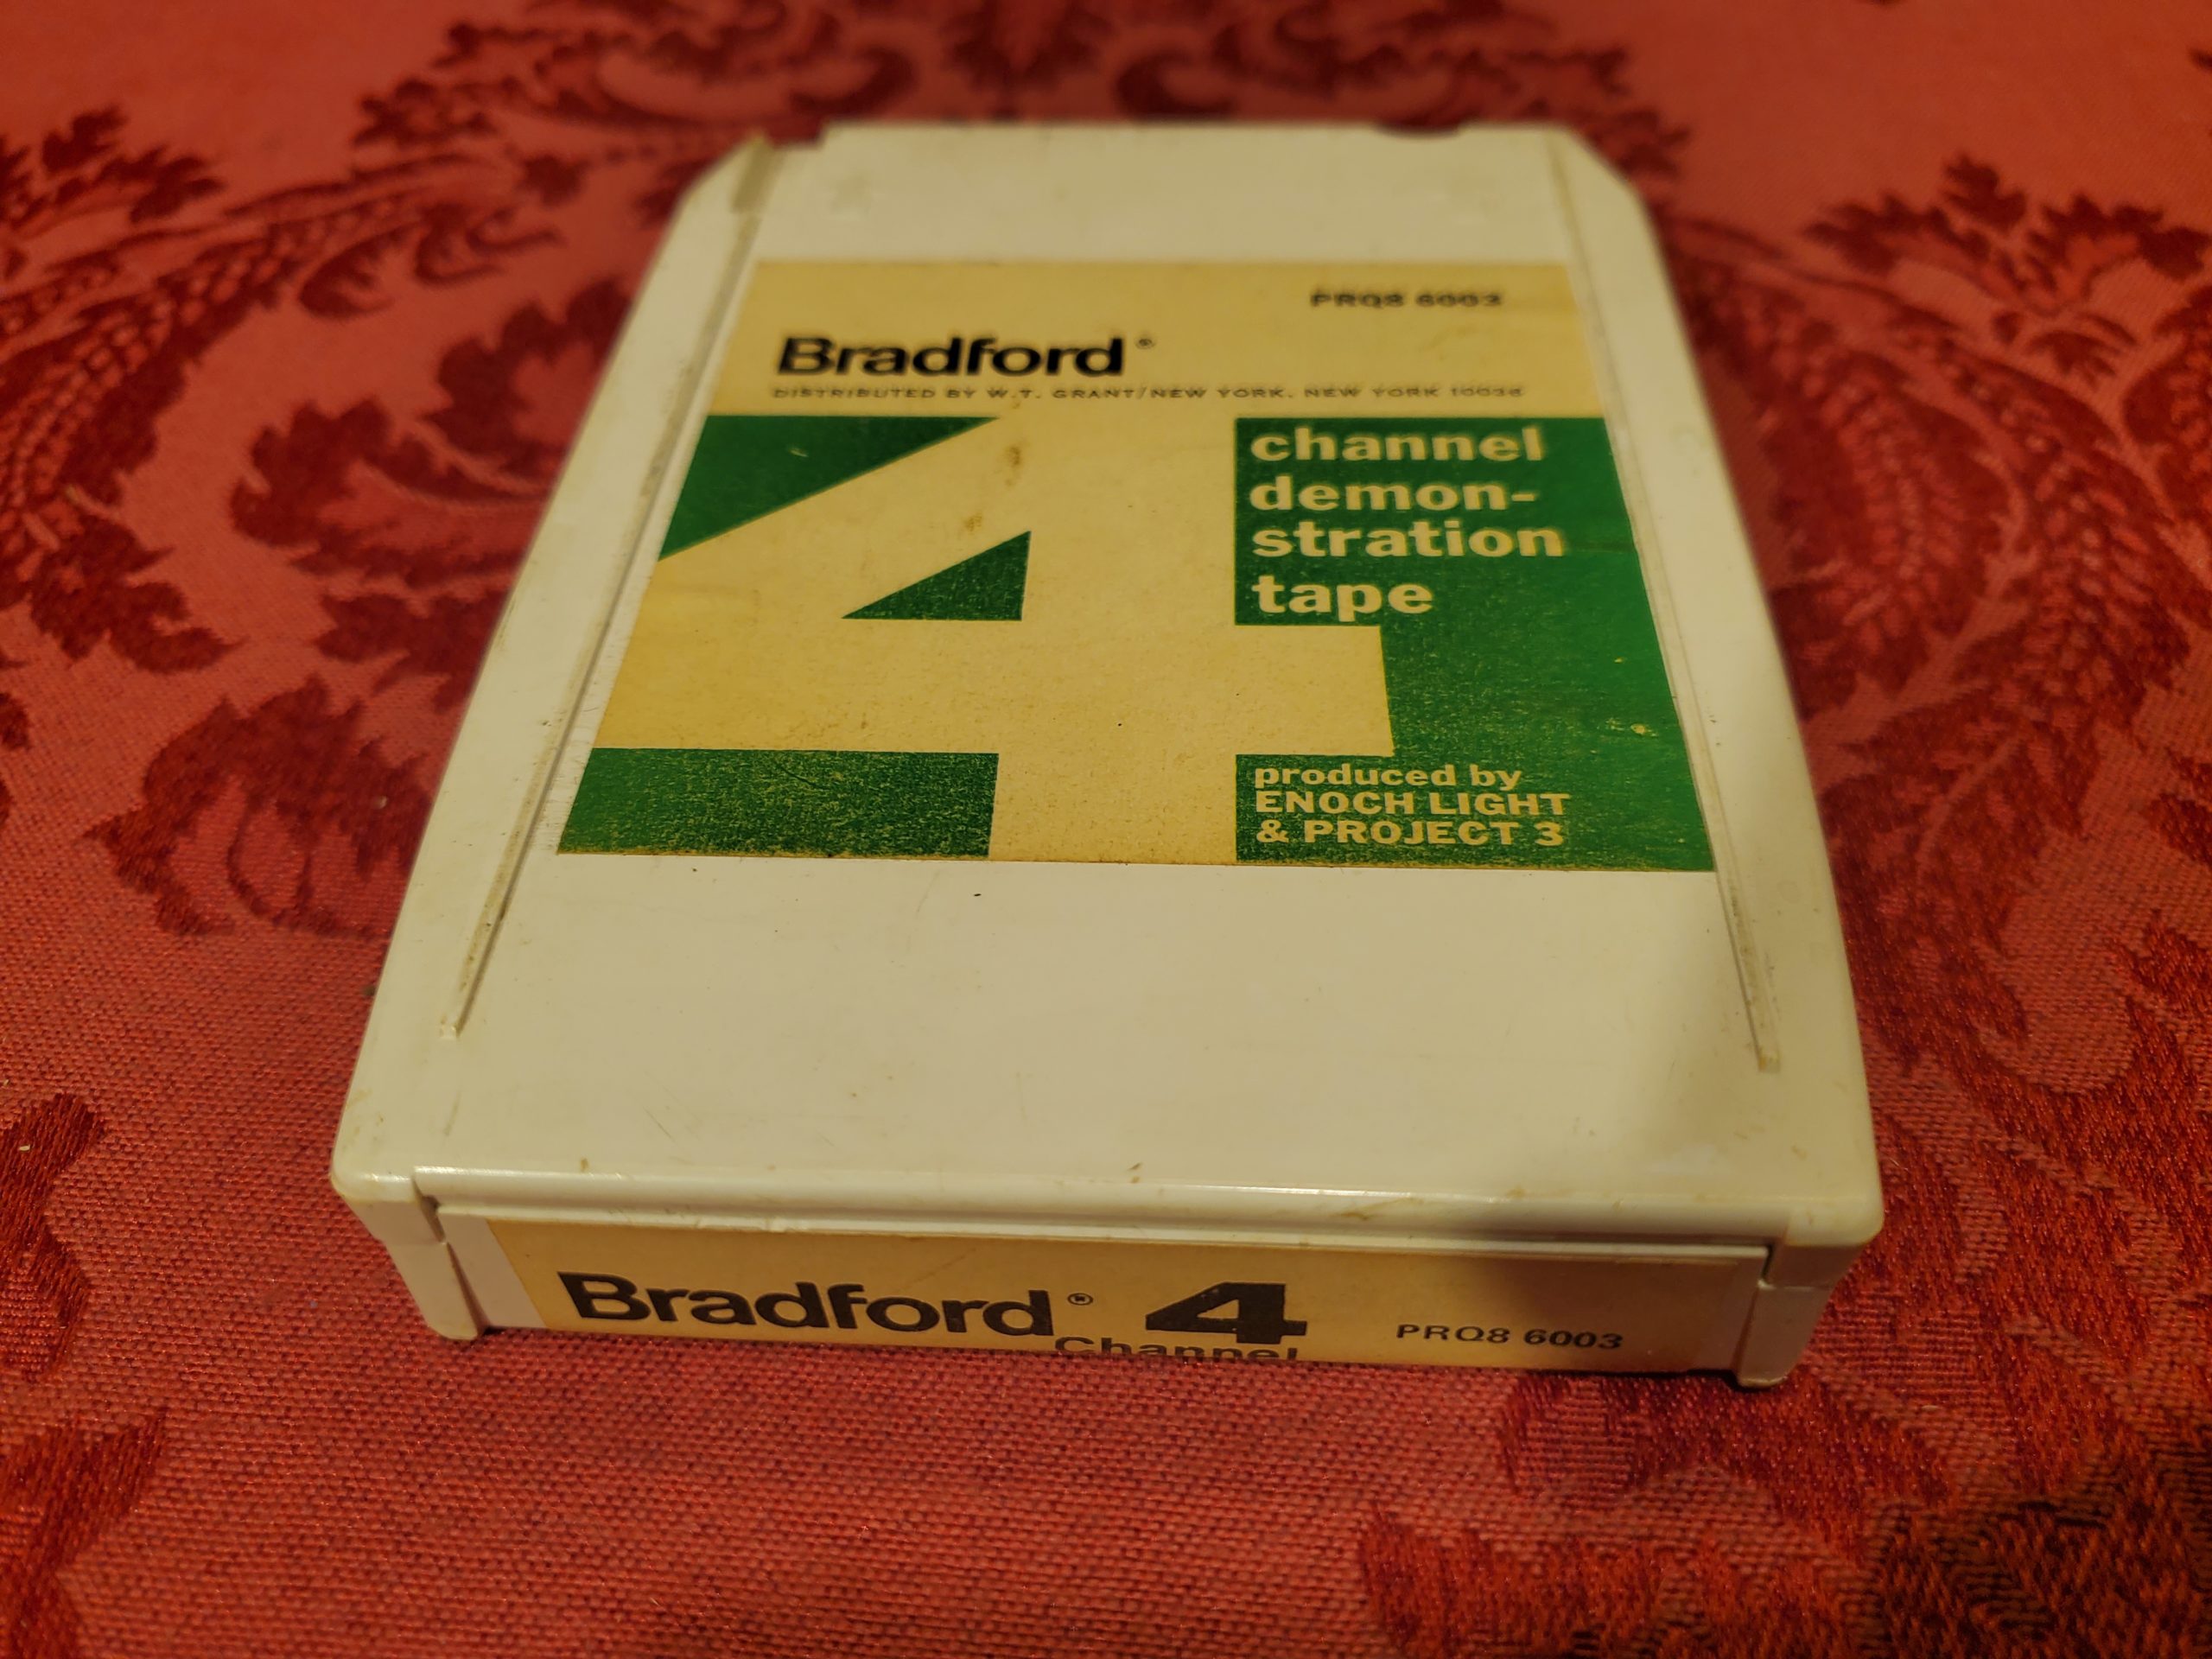 PRQ8 6003
Bradford®
DISTRIBUTED BY W.T. GRANT/NEW YORK, NEW YORK 10036
4
channel
demon-
stration
tape
produced by
ENOCH LIGHT
& PROJECT 3
Bradford® 4
Channel
PRQ8 6003